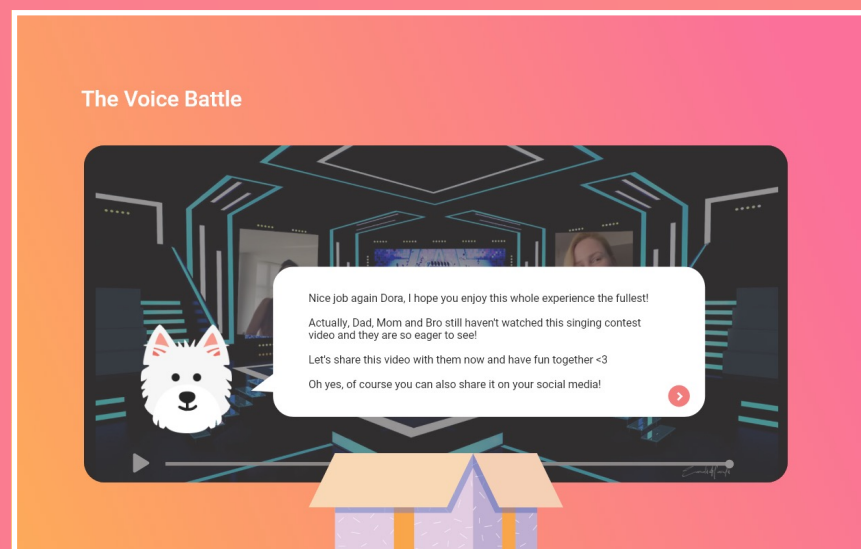 The Voice Battle
Nice job again Dora, I hope you enjoy this whole experience the fullest!
Actually, Dad, Mom and Bro still haven't watched this singing contest
video and they are so eager to see!
Let's share this video with them now and have fun together <3
Oh yes, of course you can also share it on your social media!